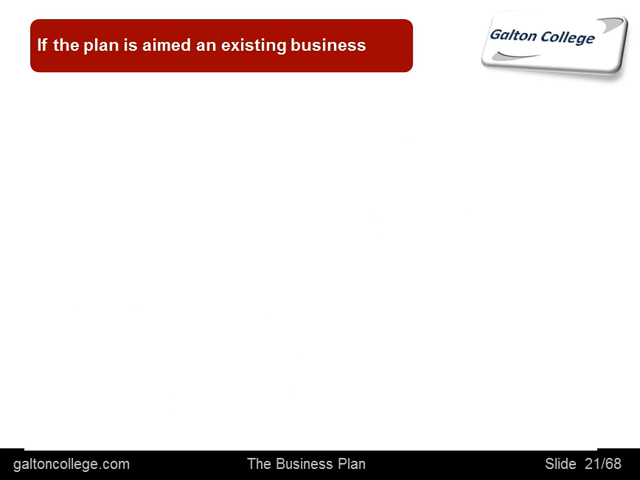 If the plan is aimed an existing business
Galton College
galtoncollege.com
The Business Plan
Slide 21/68